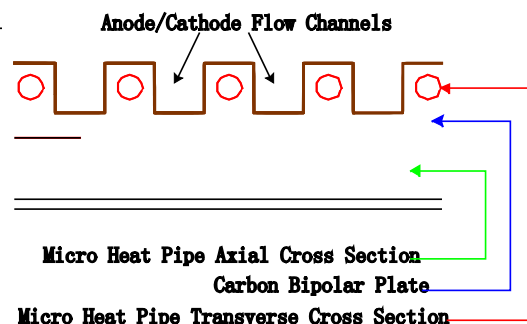 Anode/Cathode Flow Channels
Micro Heat Pipe Axial Cross Section
Carbon Bipolar Plate
Micro Heat Pipe Transverse Cross Section